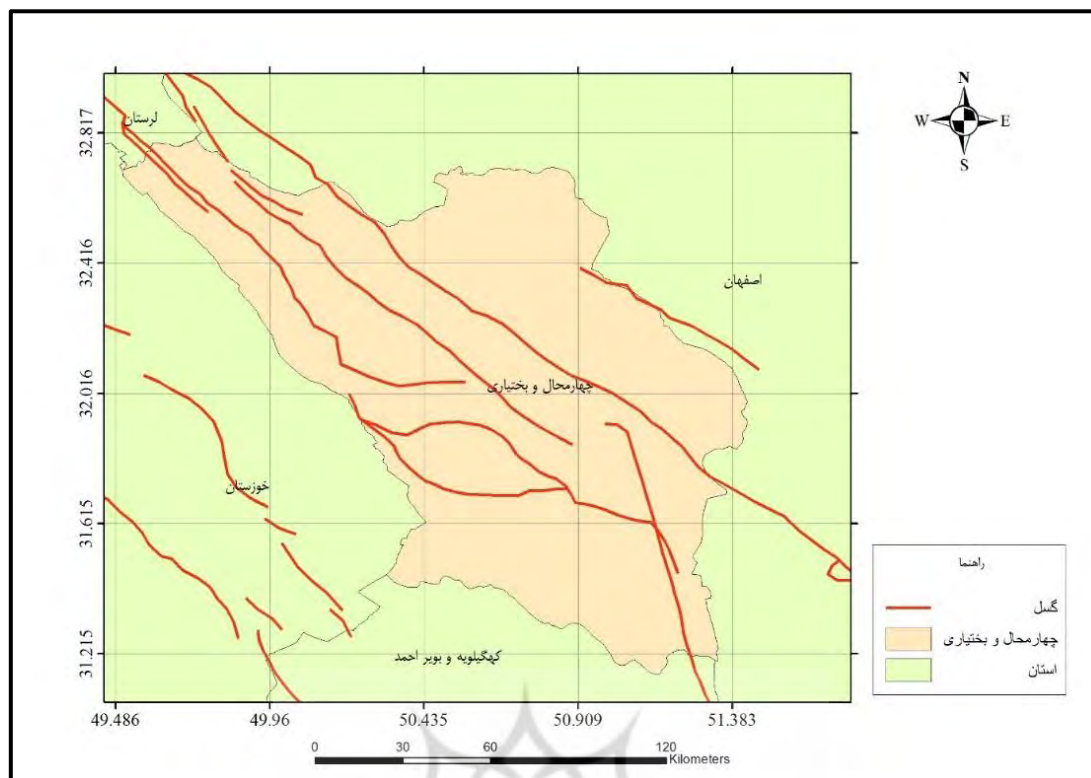 N
W E
S
32.817
32.416
32.016
31.615
31.215
لرستان
اصفهان
چهارمحال و بختیاری
خوزستان
کهگیلویه و بویر احمد
49.486 49.96 50.435 50.909 51.383
0 30 60 120
Kilometers
راهنما
گسل
چهارمحال و بختیاری
استان